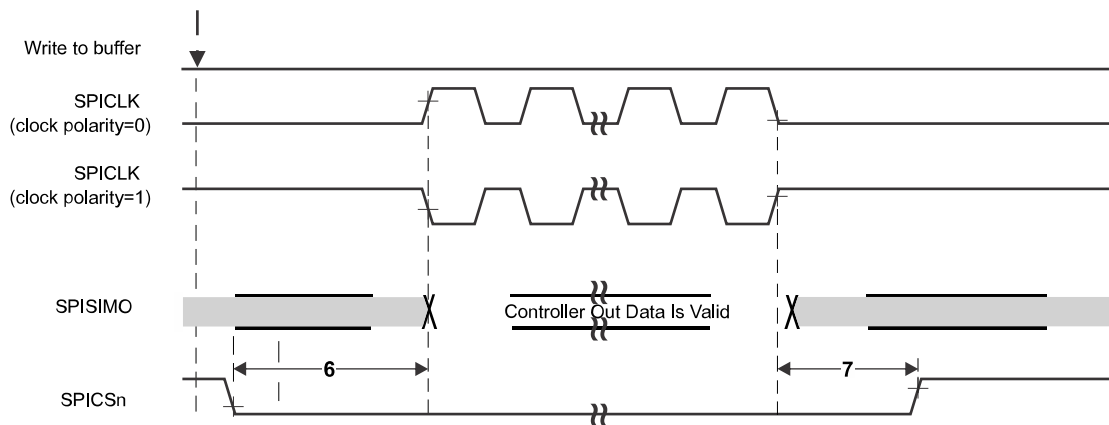 Write to buffer
SPICLK
(clock polarity=0)
SPICLK
(clock polarity=1)
SPISIMO
Controller Out Data Is Valid
6
7
SPICSn